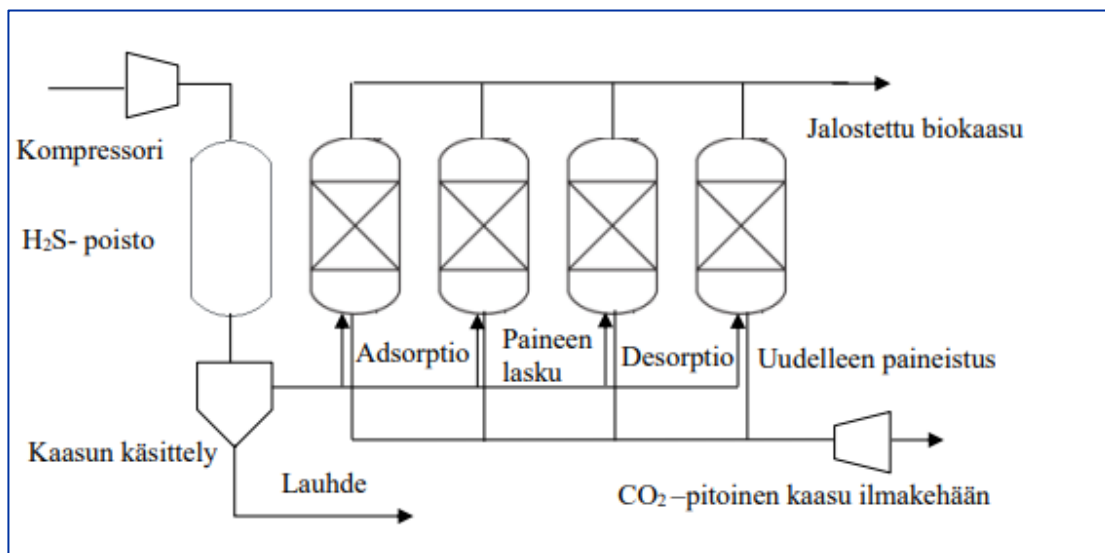 Kompressori
Jalostettu biokaasu
H₂S- poisto
Adsorptio
Paineen
lasku
Desorptio
Uudelleen paineistus
Kaasun käsittely
Lauhde
CO₂ –pitoinen kaasu ilmakehään